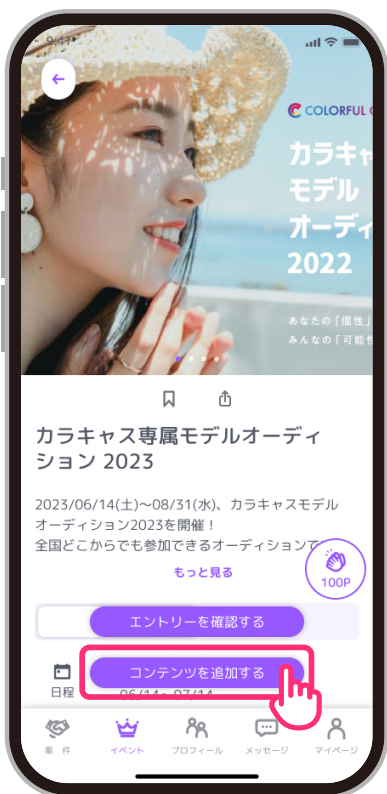 9:41
COLORFUL
カラキャ
モデル
オーディ
2022
あなたの「個性」
みんなの「可能性
カラキャス専属モデルオーディ
ション 2023
2023/06/14(土)〜08/31(水)、カラキャスモデル
オーディション2023を開催！
全国どこからでも参加できるオーディションで
もっと見る
100P
エントリーを確認する
コンテンツを追加する
日程
06/14〜07/14
案 件
イベント
プロフィール
メッセージ
マイページ